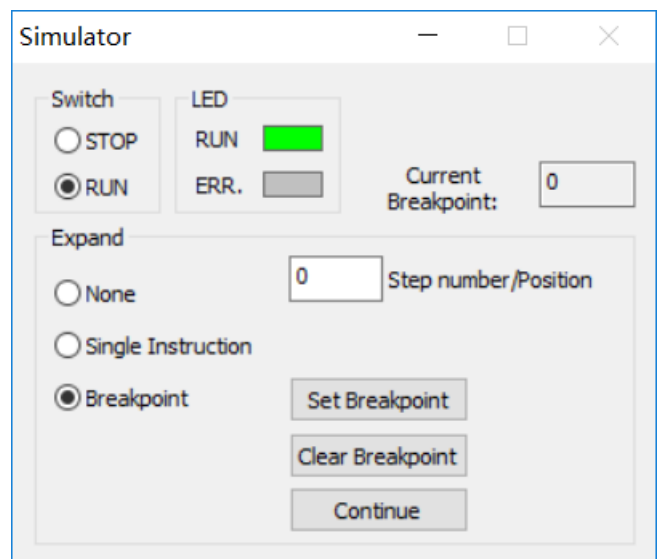 Simulator
Switch
LED
STOP
RUN
RUN
ERR.
Current
Breakpoint:
0
Expand
None
0
Step number/Position
Single Instruction
Breakpoint
Set Breakpoint
Clear Breakpoint
Continue